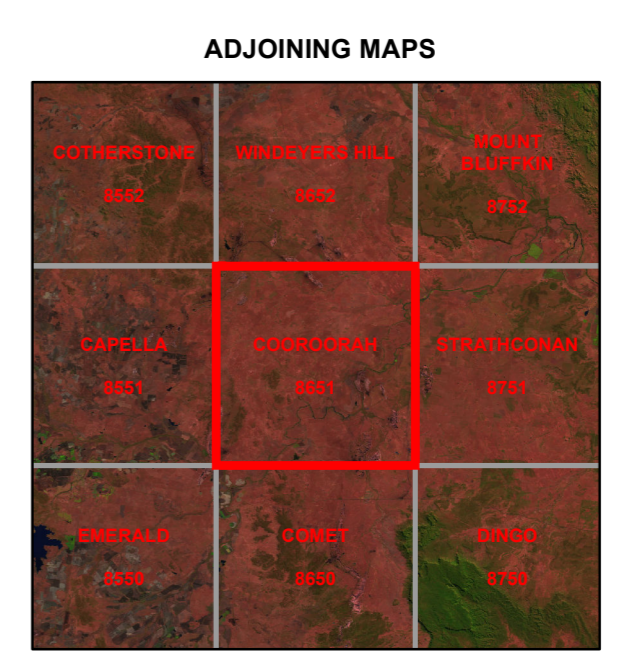 ADJOINING MAPS
COTHERSTONE
8552
WINDEYERS HILL
8652
MOUNT
BLUFFKIN
8752
CAPELLA
8551
COOROORAH
8651
STRATHCONAN
8751
EMERALD
8550
COMET
8650
DINGO
8750